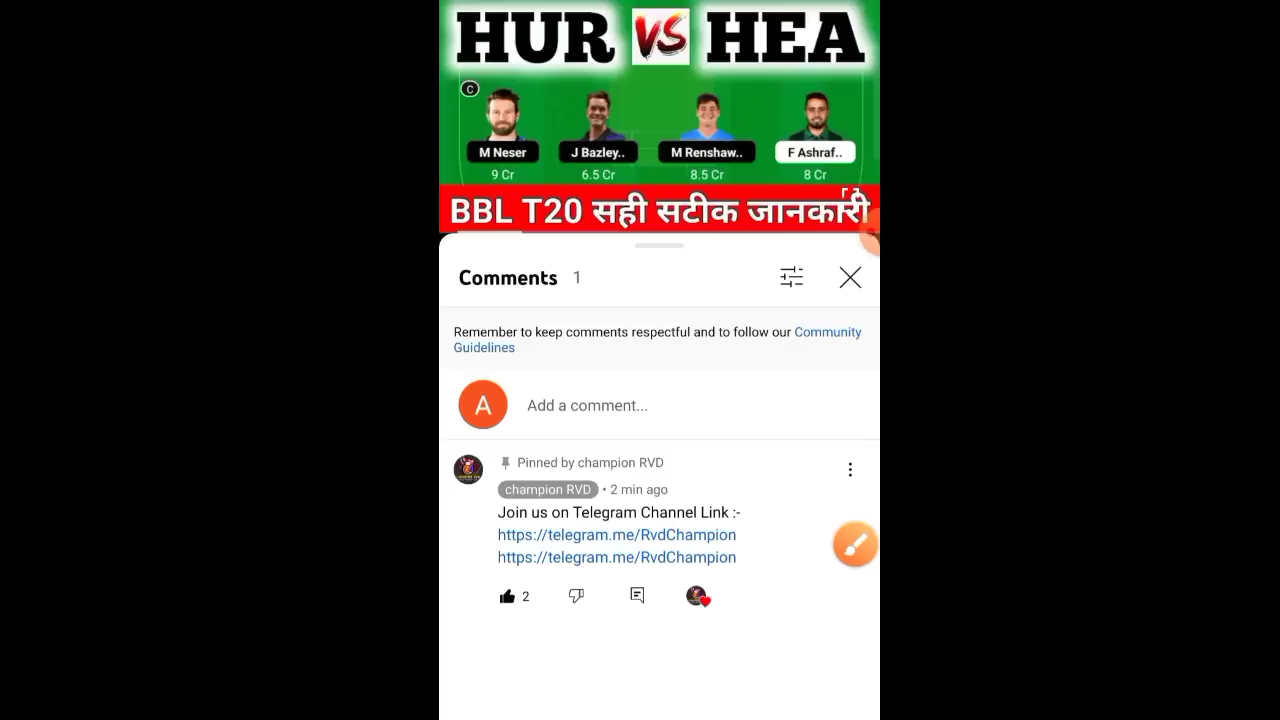 HUR VS HEA
C
M Neser J Bazley.. M Renshaw.. F Ashraf..
9 Cr 6.5 Cr 8.5 Cr 8 Cr
BBL T20 सही सटीक जानकारी
Comments 1
Remember to keep comments respectful and to follow our Community
Guidelines
A Add a comment...
Pinned by champion RVD
champion RVD • 2 min ago
Join us on Telegram Channel Link :-
https://telegram.me/RvdChampion
https://telegram.me/RvdChampion
2